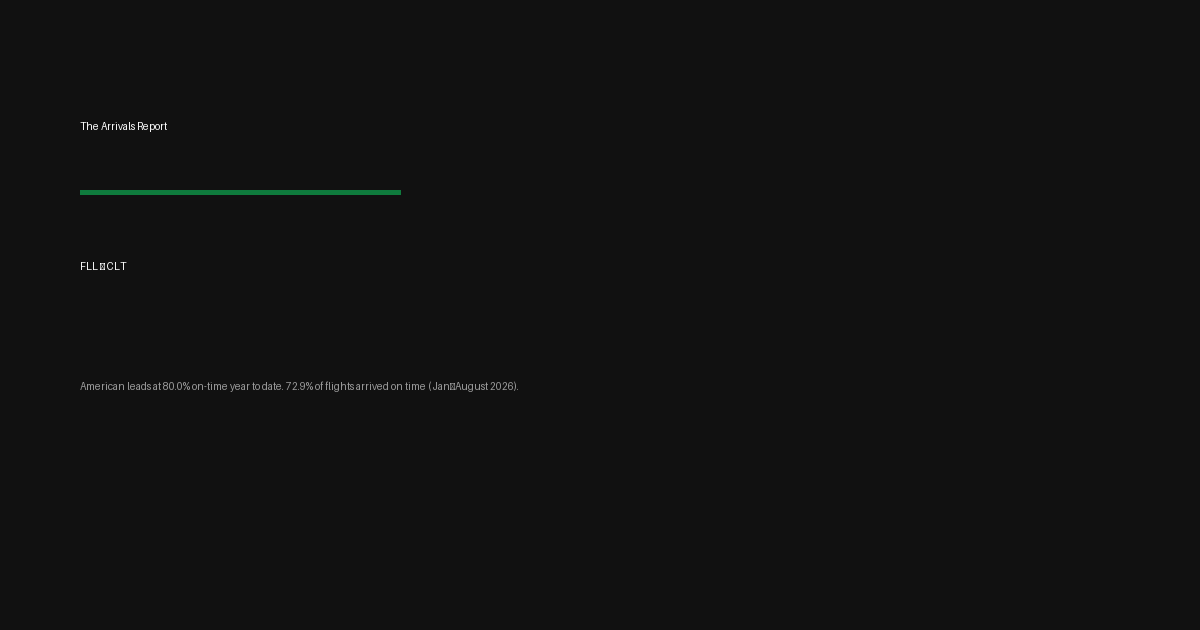 The Arrivals Report
FLL▯CLT
American leads at 80.0% on-time year to date. 72.9% of flights arrived on time (Jan▯August 2026).